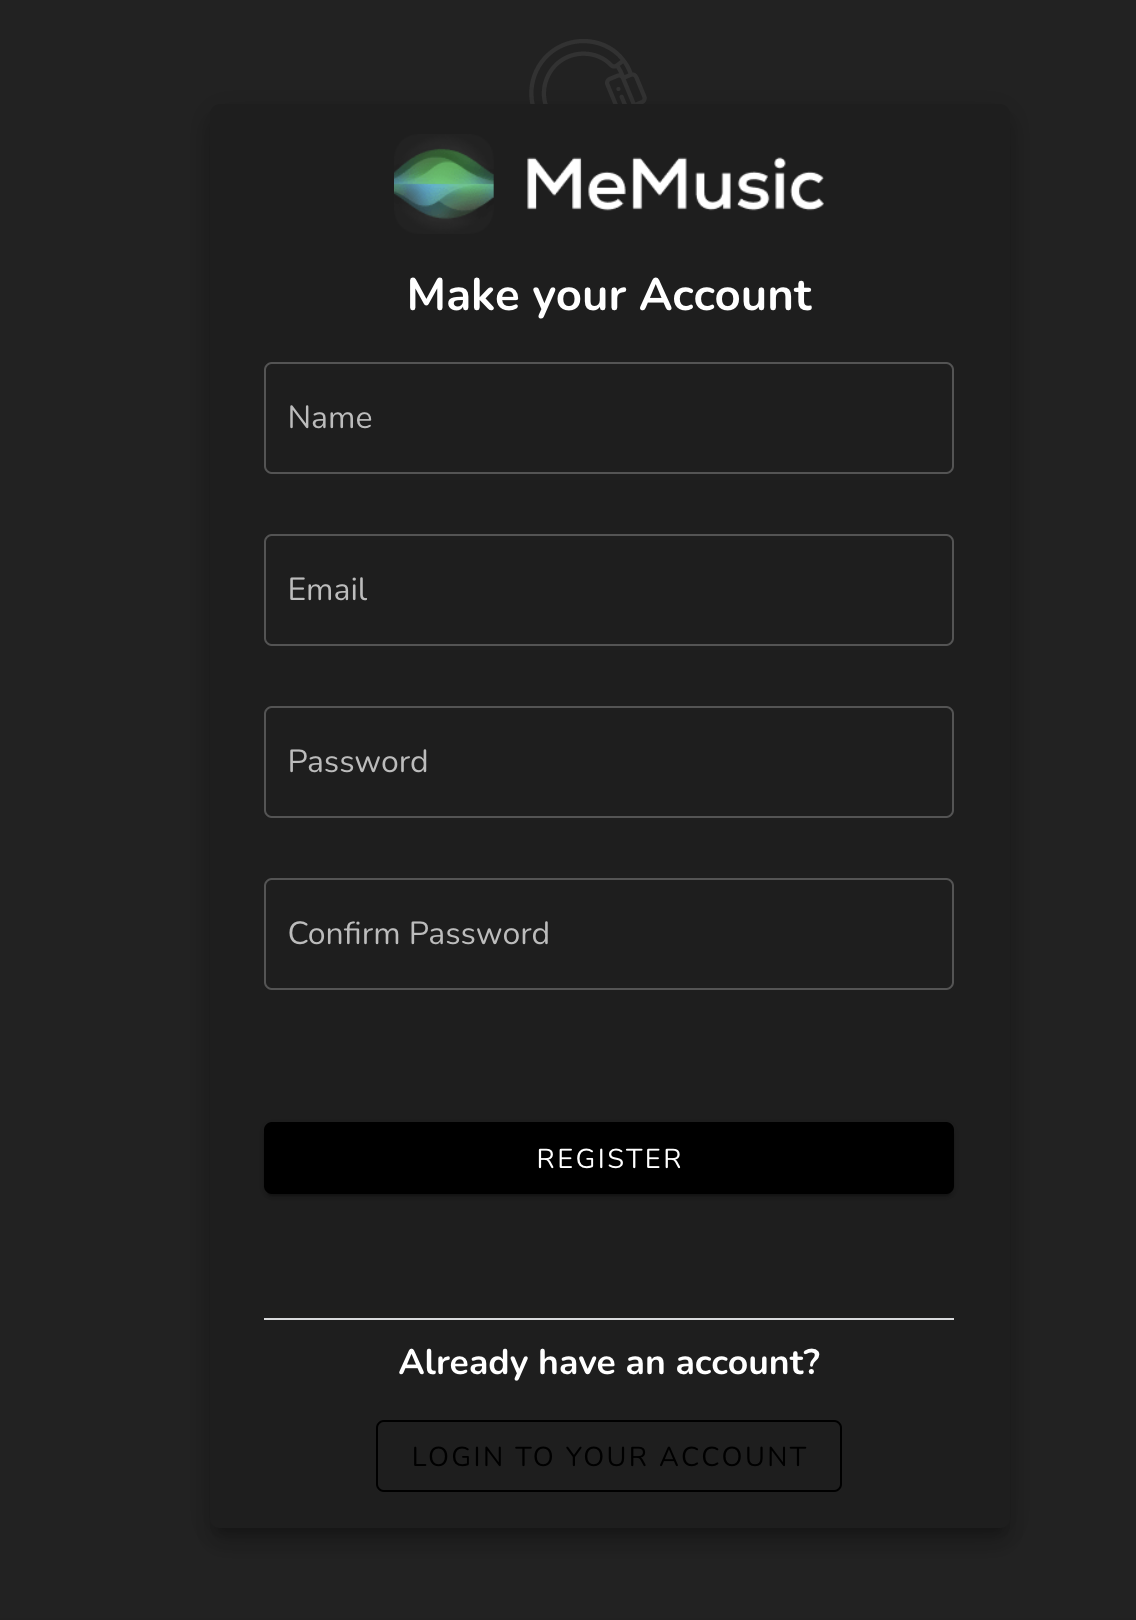 MeMusic
Make your Account
Name
Email
Password
Confirm Password
REGISTER
Already have an account?
LOGIN TO YOUR ACCOUNT